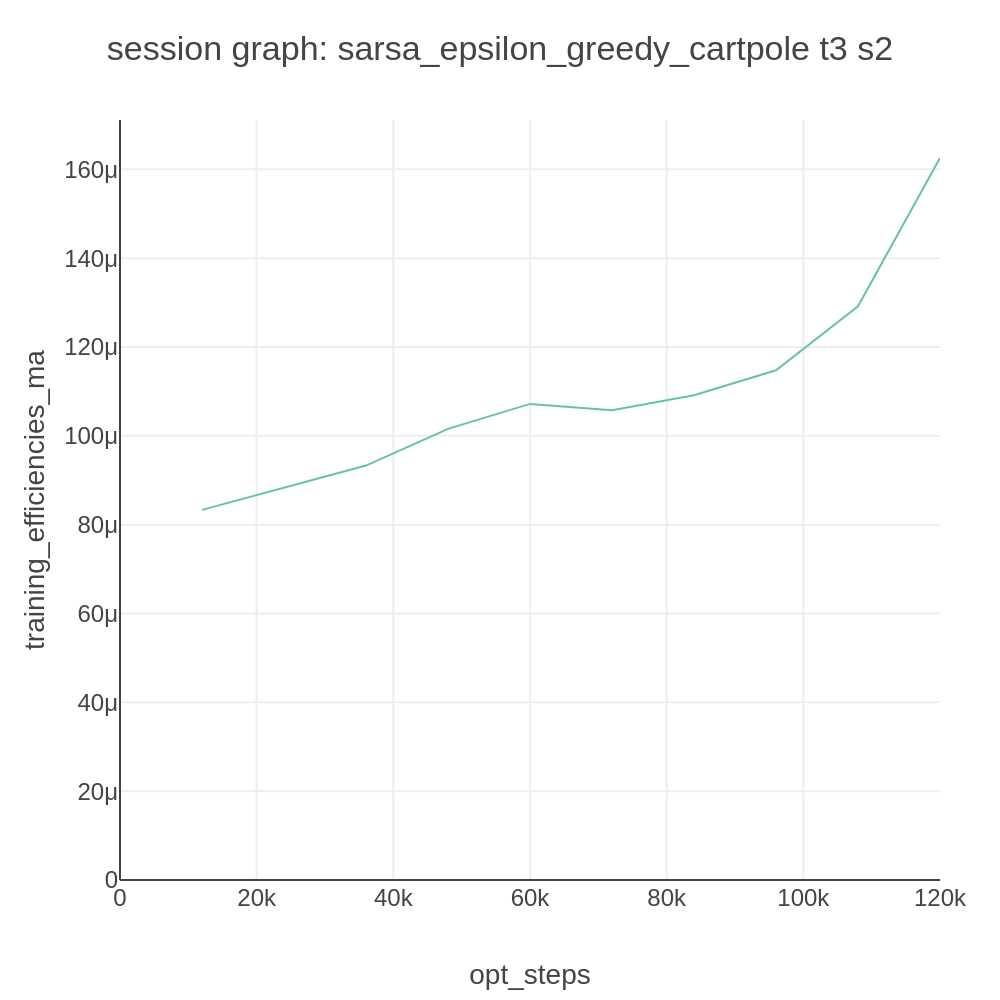 session graph: sarsa_epsilon_greedy_cartpole t3 s2
training_efficiencies_ma
160μ
140μ
120μ
100μ
80μ
60μ
40μ
20μ
0
0 20k 40k 60k 80k 100k 120k
opt_steps